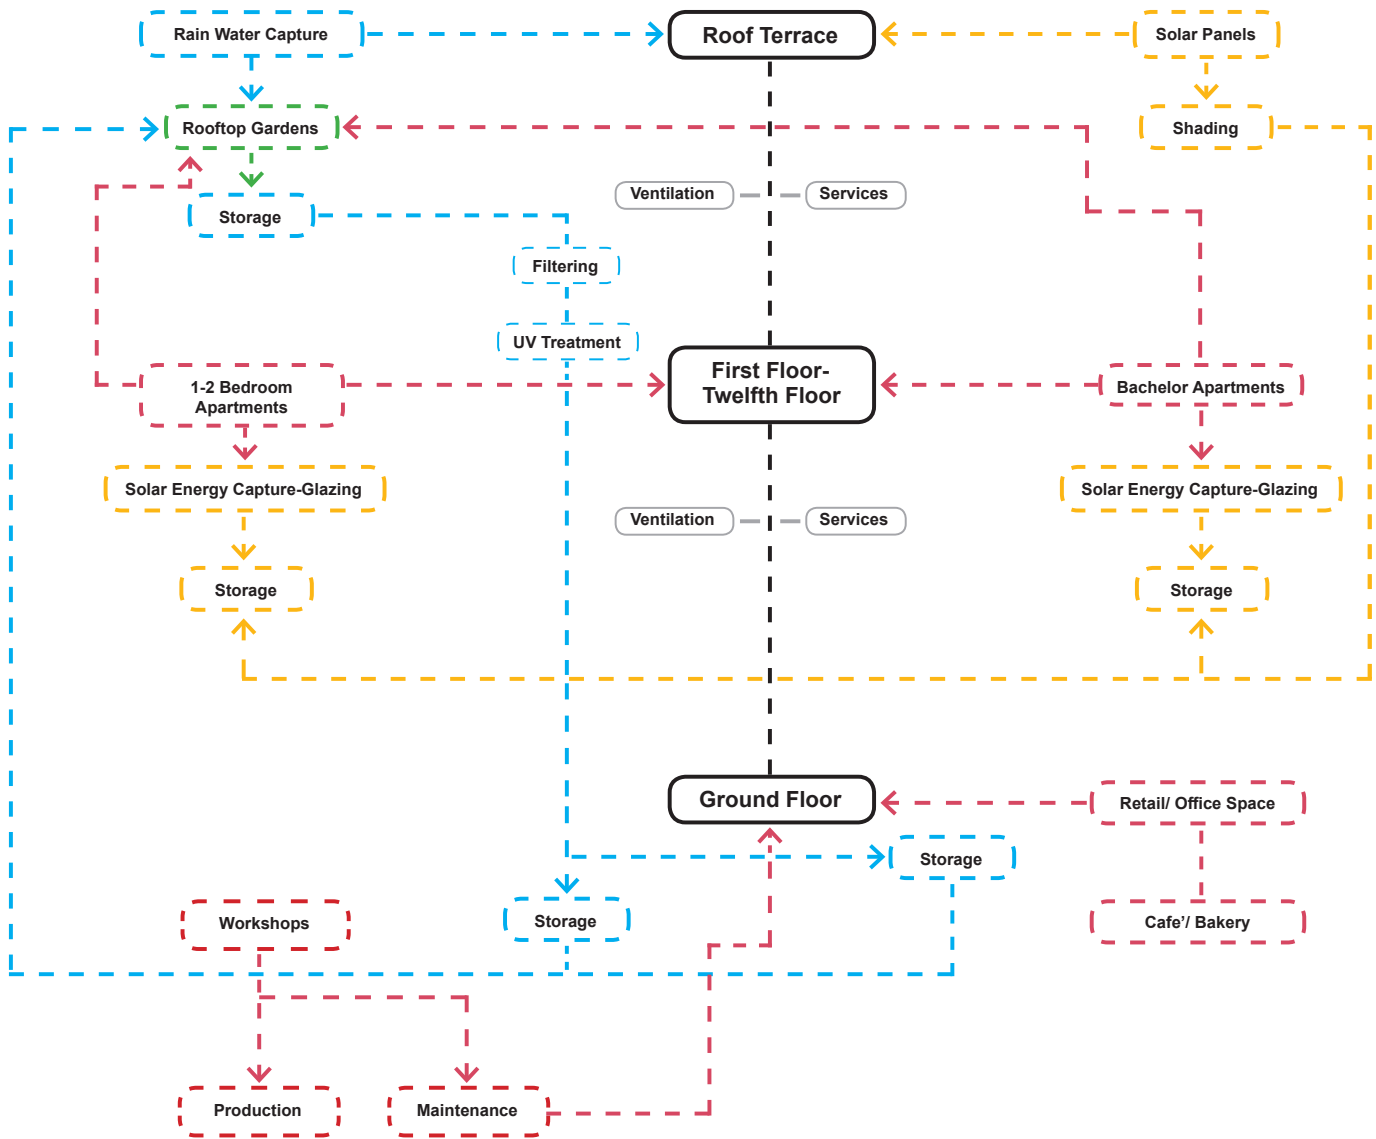 Rain Water Capture
Roof Terrace
Solar Panels
Rooftop Gardens
Shading
Ventilation
Services
Storage
Filtering
UV Treatment
First Floor-
Twelfth Floor
1-2 Bedroom
Apartments
Bachelor Apartments
Solar Energy Capture-Glazing
Solar Energy Capture-Glazing
Ventilation
Services
Storage
Storage
Ground Floor
Retail/ Office Space
Storage
Workshops
Storage
Cafe’/ Bakery
Production
Maintenance